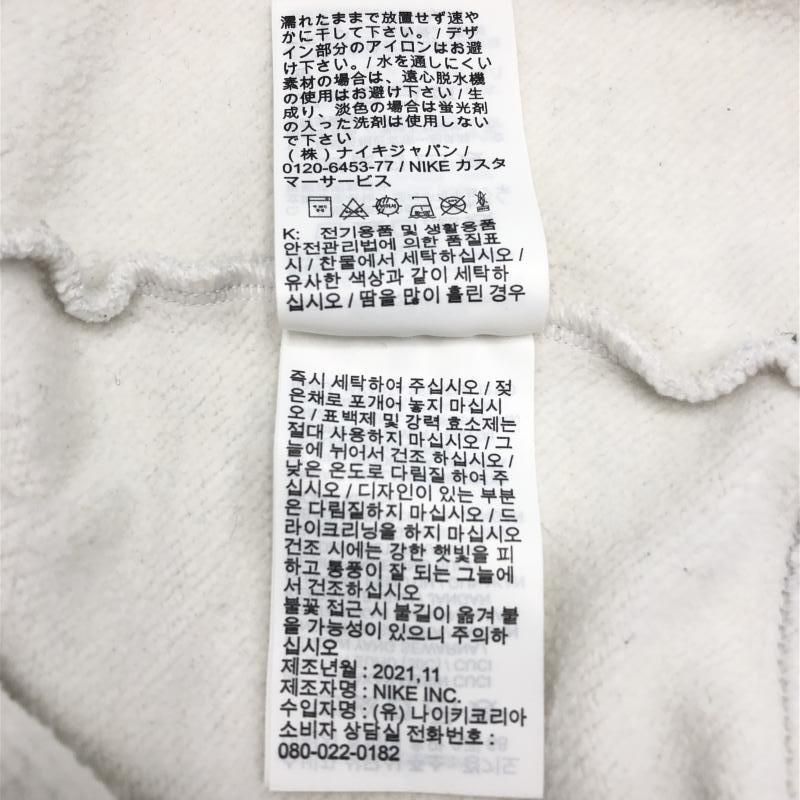 濡れたままで放置せず速や
かに干して下さい。/ デザ
イン部分のアイロンはお避
け下さい。/ 水を通しにくい
素材の場合は、遠心脱水機
の使用はお避け下さい / 生
成り、淡色の場合は蛍光剤
の入った洗剤は使用しない
で下さい
（株）ナイキジャパン /
0120-6453-77 / NIKE カスタ
マーサービス
K: 전기용품 및 생활용품
안전관리법에 의한 품질표
시 / 찬물에서 세탁하십시오 /
유사한 색상과 같이 세탁하
십시오 / 땀을 많이 흘린 경우
즉시 세탁하여 주십시오 / 젖
은채로 포개어 놓지 마십시
오 / 표백제 및 강력 효소제는
절대 사용하지 마십시오 / 그
늘에 뉘어서 건조 하십시오 /
낮은 온도로 다림질 하여 주
십시오 / 디자인이 있는 부분
은 다림질하지 마십시오 / 드
라이크리닝을 하지 마십시오
건조 시에는 강한 햇빛을 피
하고 통풍이 잘 되는 그늘에
서 건조하십시오
불꽃 접근 시 불길이 옮겨 붙
을 가능성이 있으니 주의하
십시오
제조년월 : 2021,11
제조자명 : NIKE INC.
수입자명 : (유) 나이키코리아
소비자 상담실 전화번호 :
080-022-0182